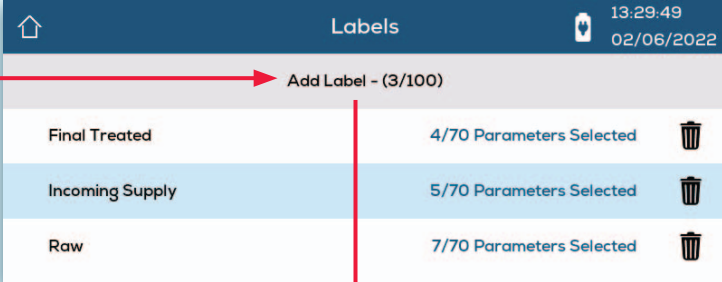 Labels
13:29:49
02/06/2022
Add Label - (3/100)
Final Treated 4/70 Parameters Selected
Incoming Supply 5/70 Parameters Selected
Raw 7/70 Parameters Selected